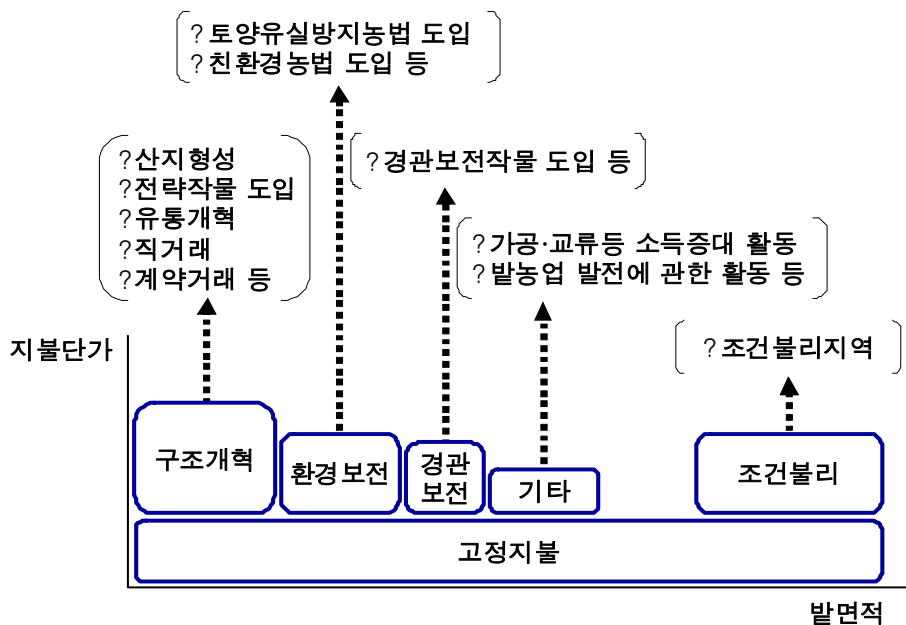 ?토양유실방지농법 도입
?친환경농법 도입 등
?산지형성
?전략작물 도입
?유통개혁
?직거래
?계약거래 등
?경관보전작물 도입 등
?가공·교류등 소득증대 활동
?밭농업 발전에 관한 활동 등
?조건불리지역
지불단가
구조개혁
환경보전
경관
보전
기타
조건불리
고정지불
밭면적